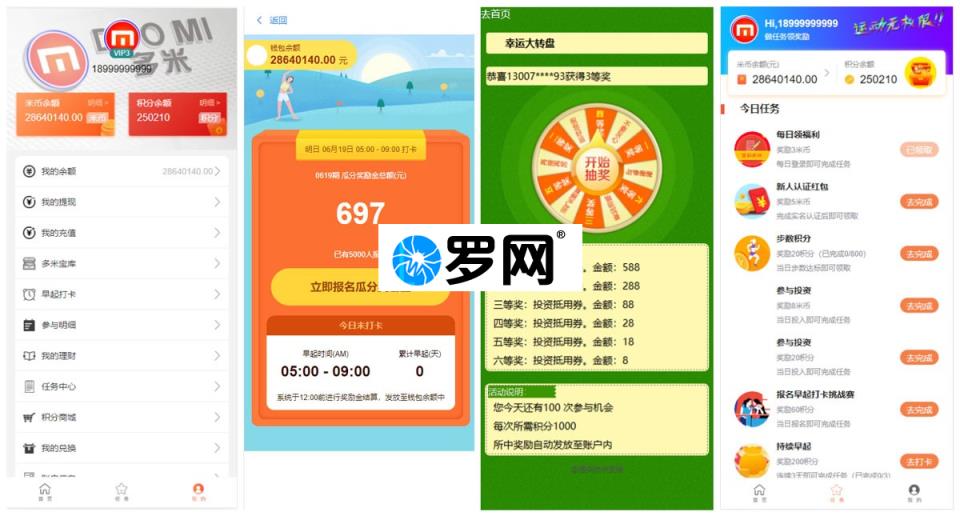 DUO MI
多米
VIP3
18999999999
米币余额
明细 >
28640140.00
米币
积分余额
明细 >
250210
积分
我的余额
28640140.00
我的提现
我的充值
多米宝库
早起打卡
参与明细
我的理财
任务中心
积分商城
我的兑换
首页
任务
我的
返回
钱包余额
28640140.00 元
明日 06月19日 05:00 - 09:00 打卡
0619期 瓜分奖励金总额(元)
697
已有5000人
立即报名瓜分
今日未打卡
早起时间(AM)
累计早起(天)
05:00 - 09:00
0
系统于12:00前进行奖励金结算，发放至钱包余额中
去首页
幸运大转盘
恭喜13007****93获得3等奖
开始
抽奖
券。金额：588
券。金额：288
三等奖：投资抵用券。金额：88
四等奖：投资抵用券。金额：28
五等奖：投资抵用券。金额：18
六等奖：投资抵用券。金额：8
活动说明：
您今天还有100 次参与机会
每次所需积分1000
所中奖励自动发放至账户内
罗网®
Hi,18999999999
做任务领奖励
运动无极限!!
米币余额(元)
28640140.00
积分余额
250210
今日任务
每日领福利
奖励3米币
每日登录即可完成任务
已领取
新人认证红包
奖励5米币
完成实名认证后即可领取
去完成
步数积分
奖励20积分（已完成0/800）
当日步数达标即可领取
去完成
参与投资
奖励8米币
当日投入即可完成任务
去完成
参与投资
奖励20积分
当日投入即可完成任务
去完成
报名早起打卡挑战赛
奖励60积分
当日报名即可完成任务
去完成
持续早起
奖励200积分
连续3天即可完成任务（已完成0/3）
去打卡
首页
任务
我的